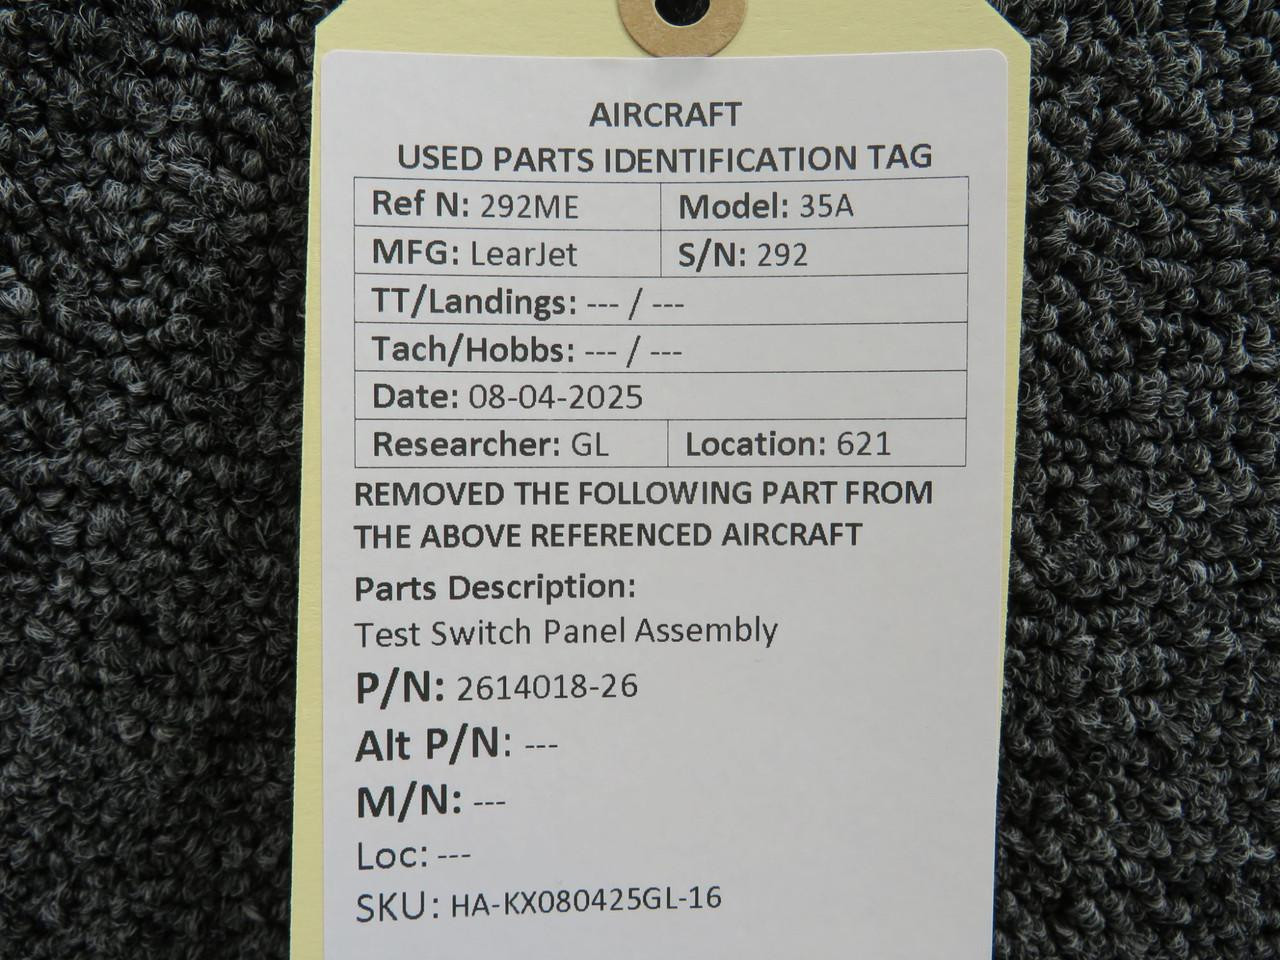 AIRCRAFT
USED PARTS IDENTIFICATION TAG
Ref N: 292ME Model: 35A
MFG: LearJet S/N: 292
TT/Landings: --- / ---
Tach/Hobbs: --- / ---
Date: 08-04-2025
Researcher: GL Location: 621
REMOVED THE FOLLOWING PART FROM
THE ABOVE REFERENCED AIRCRAFT
Parts Description:
Test Switch Panel Assembly
P/N: 2614018-26
Alt P/N: ---
M/N: ---
Loc: ---
SKU: HA-KX080425GL-16